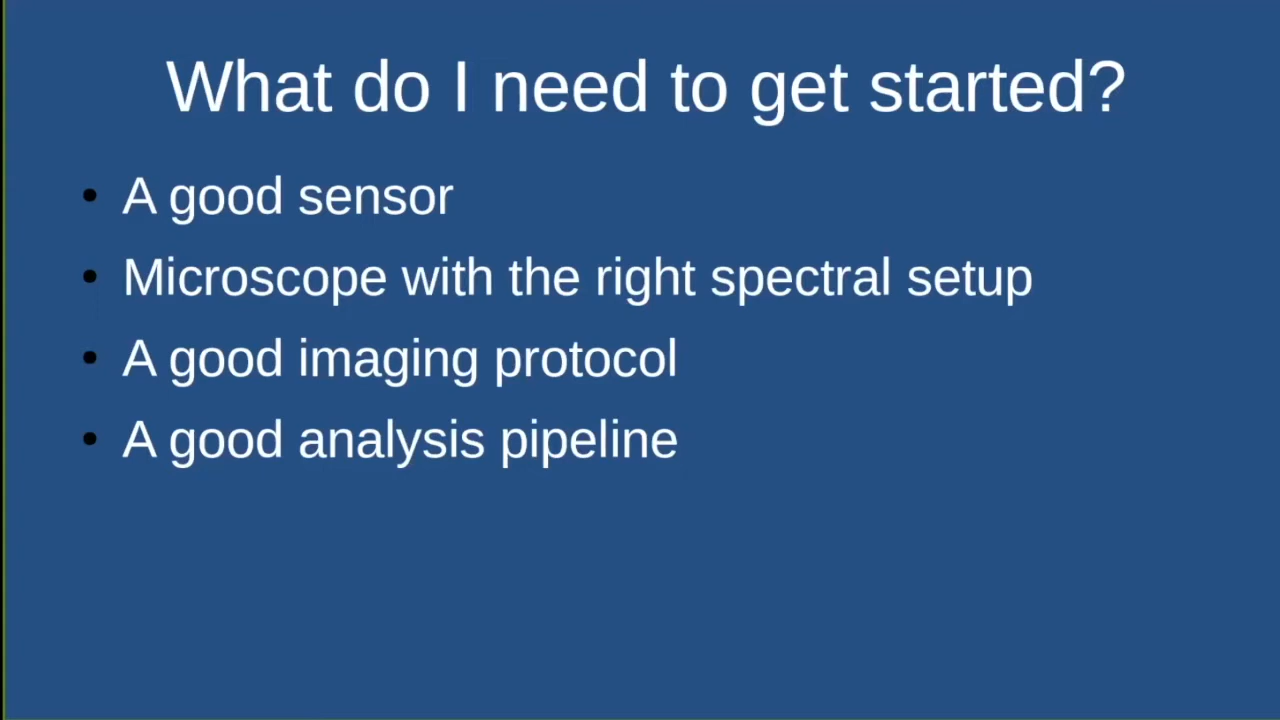 What do I need to get started?
• A good sensor
• Microscope with the right spectral setup
• A good imaging protocol
• A good analysis pipeline